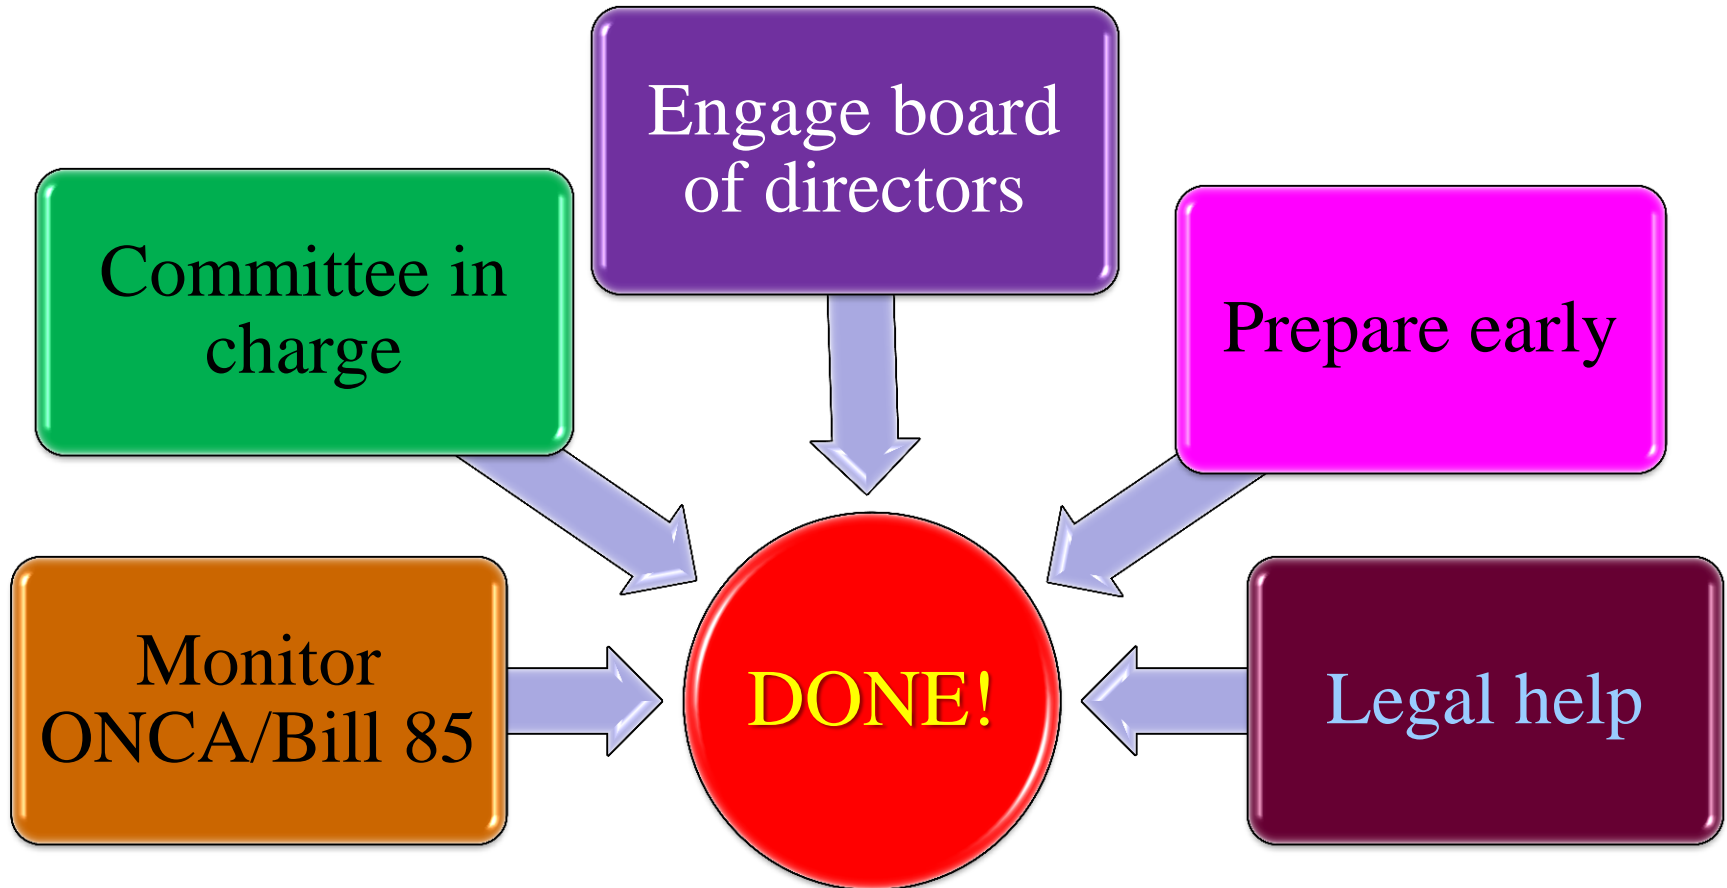 Engage board
of directors
Committee in
charge
Prepare early
Monitor
ONCA/Bill 85
DONE!
Legal help